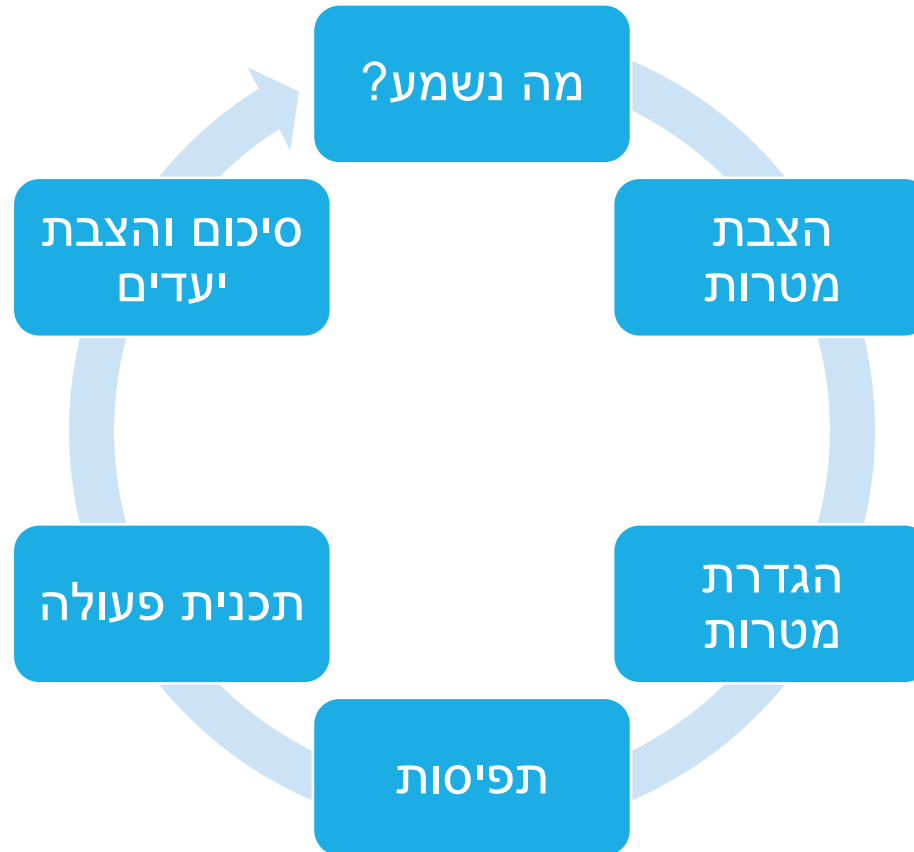 מה נשמע?
הצבת
מטרות
הגדרת
מטרות
תפיסות
תכנית פעולה
סיכום והצבת
יעדים